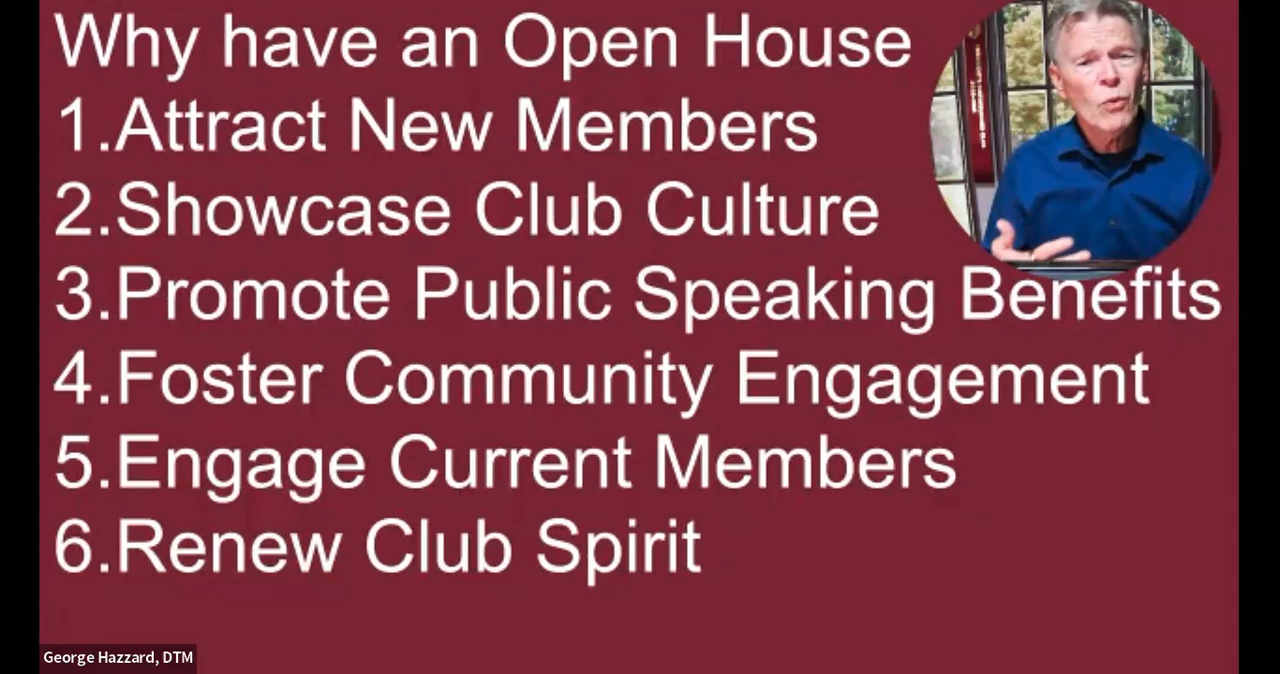 Why have an Open House
1.Attract New Members
2.Showcase Club Culture
3.Promote Public Speaking Benefits
4.Foster Community Engagement
5.Engage Current Members
6.Renew Club Spirit
George Hazzard, DTM